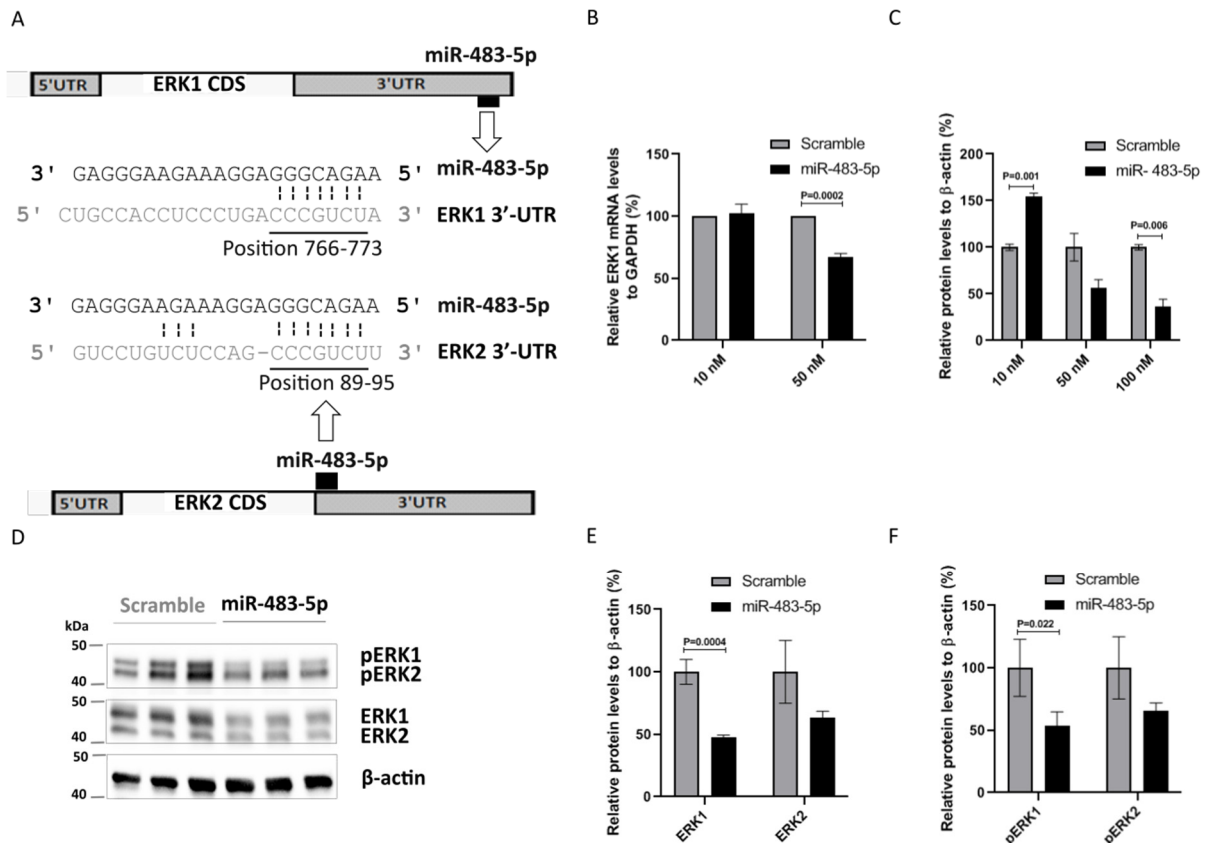 A
miR-483-5p
5'UTR ERK1 CDS 3'UTR
3' GAGGGAAGAAAGGAGGGCAGAA 5' miR-483-5p
5' CUGCCACCUCCCUGACCCGUCUA 3' ERK1 3'-UTR
Position 766-773
3' GAGGGAAGAAAGGAGGGCAGAA 5' miR-483-5p
5' GUCCUGUCUCCAG-CCCGUCUU 3' ERK2 3'-UTR
Position 89-95
miR-483-5p
5'UTR ERK2 CDS 3'UTR
B
Scramble
miR-483-5p
Relative ERK1 mRNA levels
to GAPDH (%)
150
100
50
0
P=0.0002
10 nM
50 nM
C
Scramble
miR- 483-5p
Relative protein levels to β-actin (%)
200
150
100
50
0
P=0.001
P=0.006
10 nM
50 nM
100 nM
D
Scramble miR-483-5p
kDa
50
40
pERK1
pERK2
50
40
ERK1
ERK2
50
40
β-actin
E
Scramble
miR-483-5p
Relative protein levels to β-actin (%)
150
100
50
0
P=0.0004
ERK1
ERK2
F
Scramble
miR-483-5p
Relative protein levels to β-actin (%)
150
100
50
0
P=0.022
pERK1
pERK2